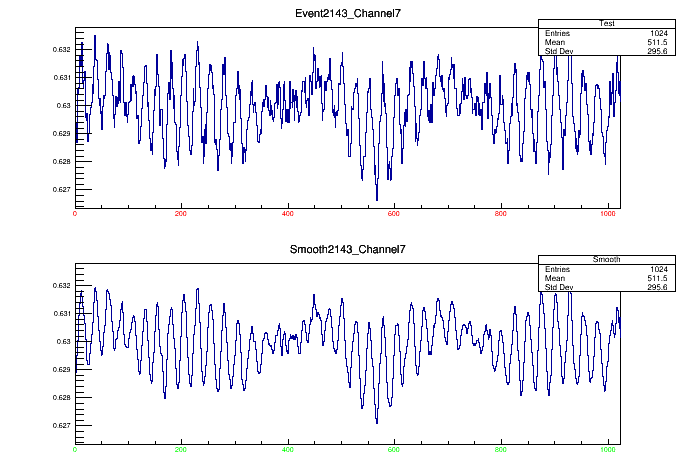 Event2143_Channel7
Test
Entries 1024
Mean 511.5
Std Dev 295.6
0.632
0.631
0.63
0.629
0.628
0.627
0 200 400 600 800 1000
Smooth2143_Channel7
Smooth
Entries 1024
Mean 511.5
Std Dev 295.6
0.632
0.631
0.63
0.629
0.628
0.627
0 200 400 600 800 1000